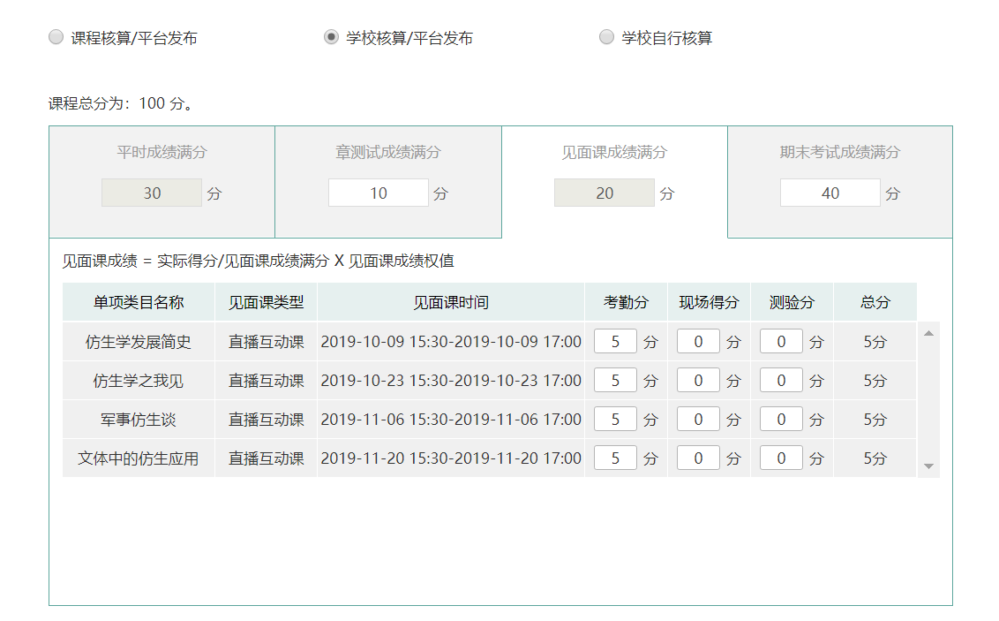 课程核算/平台发布 学校核算/平台发布 学校自行核算
课程总分为：100 分。
平时成绩满分 章测试成绩满分 见面课成绩满分 期末考试成绩满分
30 分 10 分 20 分 40 分
见面课成绩 = 实际得分/见面课成绩满分 X 见面课成绩权值
单项类目名称 见面课类型 见面课时间 考勤分 现场得分 测验分 总分
仿生学发展简史 直播互动课 2019-10-09 15:30-2019-10-09 17:00 5 分 0 分 0 分 5分
仿生学之我见 直播互动课 2019-10-23 15:30-2019-10-23 17:00 5 分 0 分 0 分 5分
军事仿生谈 直播互动课 2019-11-06 15:30-2019-11-06 17:00 5 分 0 分 0 分 5分
文体中的仿生应用 直播互动课 2019-11-20 15:30-2019-11-20 17:00 5 分 0 分 0 分 5分